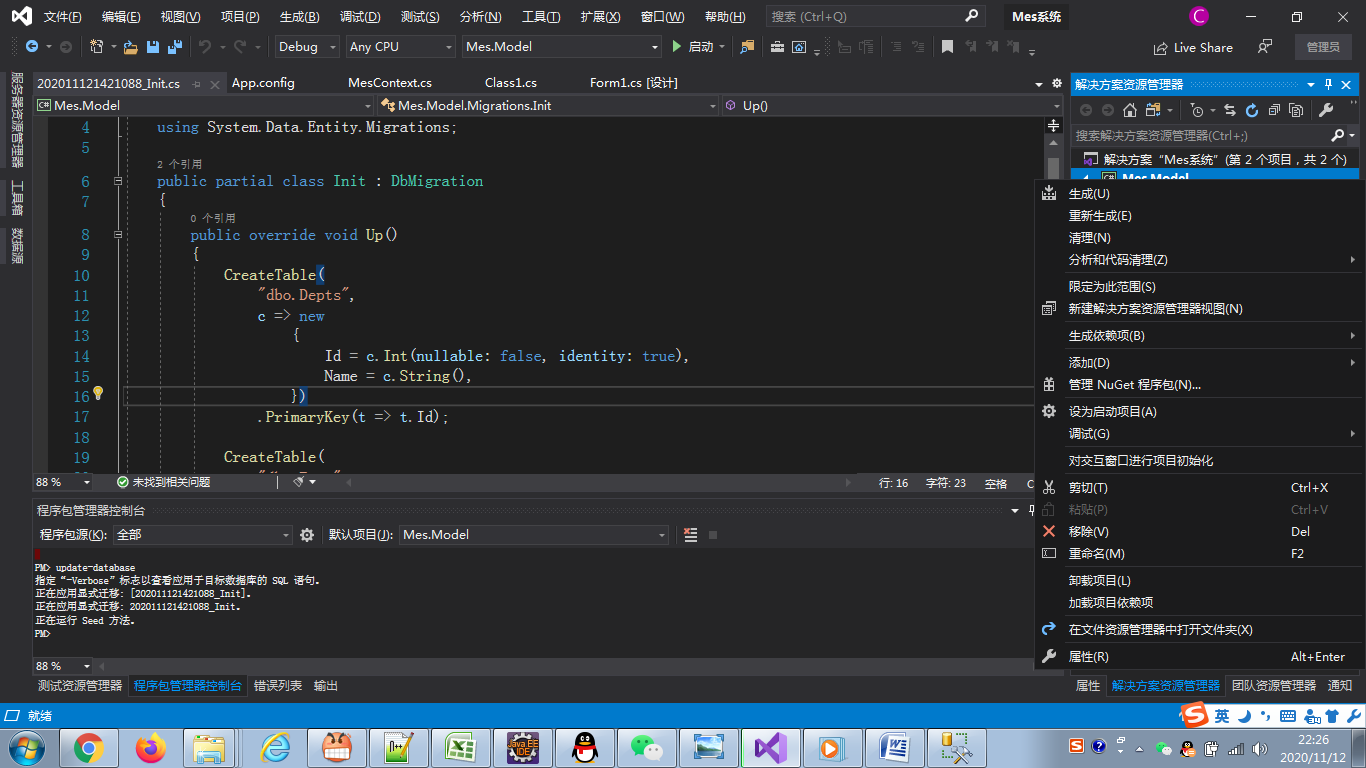 文件(F) 编辑(E) 视图(V) 项目(P) 生成(B) 调试(D) 测试(S) 分析(N) 工具(T) 扩展(X) 窗口(W) 帮助(H) 搜索 (Ctrl+Q) Mes系统 C
Debug Any CPU Mes.Model 启动 Live Share 管理员
服务器资源管理器
工具箱
数据源
202011121421088_Init.cs App.config MesContext.cs Class1.cs Form1.cs [设计]
Mes.Model Mes.Model.Migrations.Init Up()
4 using System.Data.Entity.Migrations;
5
2 个引用
6 public partial class Init : DbMigration
7 {
0 个引用
8 public override void Up()
9 {
10 CreateTable(
11 "dbo.Depts",
12 c => new
13 {
14 Id = c.Int(nullable: false, identity: true),
15 Name = c.String(),
16 })
17 .PrimaryKey(t => t.Id);
18
19 CreateTable(
88 % 未找到相关问题 行: 16 字符: 23 空格
程序包管理器控制台
程序包源(K): 全部 默认项目(J): Mes.Model
PM> update-database
指定“-Verbose”标志以查看应用于目标数据库的 SQL 语句。
正在应用显式迁移: [202011121421088_Init]。
正在应用显式迁移: 202011121421088_Init。
正在运行 Seed 方法。
PM>
88 %
测试资源管理器 程序包管理器控制台 错误列表 输出
解决方案资源管理器
搜索解决方案资源管理器(Ctrl+;)
解决方案“Mes系统”(第 2 个项目，共 2 个)
C# Mes.Model
生成(U)
重新生成(E)
清理(N)
分析和代码清理(Z)
限定为此范围(S)
新建解决方案资源管理器视图(N)
生成依赖项(B)
添加(D)
管理 NuGet 程序包(N)...
设为启动项目(A)
调试(G)
对交互窗口进行项目初始化
剪切(T) Ctrl+X
粘贴(P) Ctrl+V
移除(V) Del
重命名(M) F2
卸载项目(L)
加载项目依赖项
在文件资源管理器中打开文件夹(X)
属性(R) Alt+Enter
属性 解决方案资源管理器 团队资源管理器 通知
就绪
S 英
Java EE IDE
22:26
2020/11/12